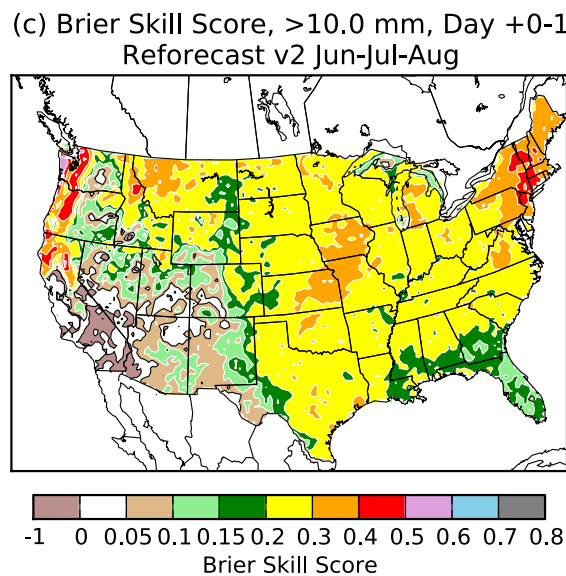 (c) Brier Skill Score, >10.0 mm, Day +0-1
Reforecast v2 Jun-Jul-Aug
-1 0 0.05 0.1 0.15 0.2 0.3 0.4 0.5 0.6 0.7 0.8
Brier Skill Score